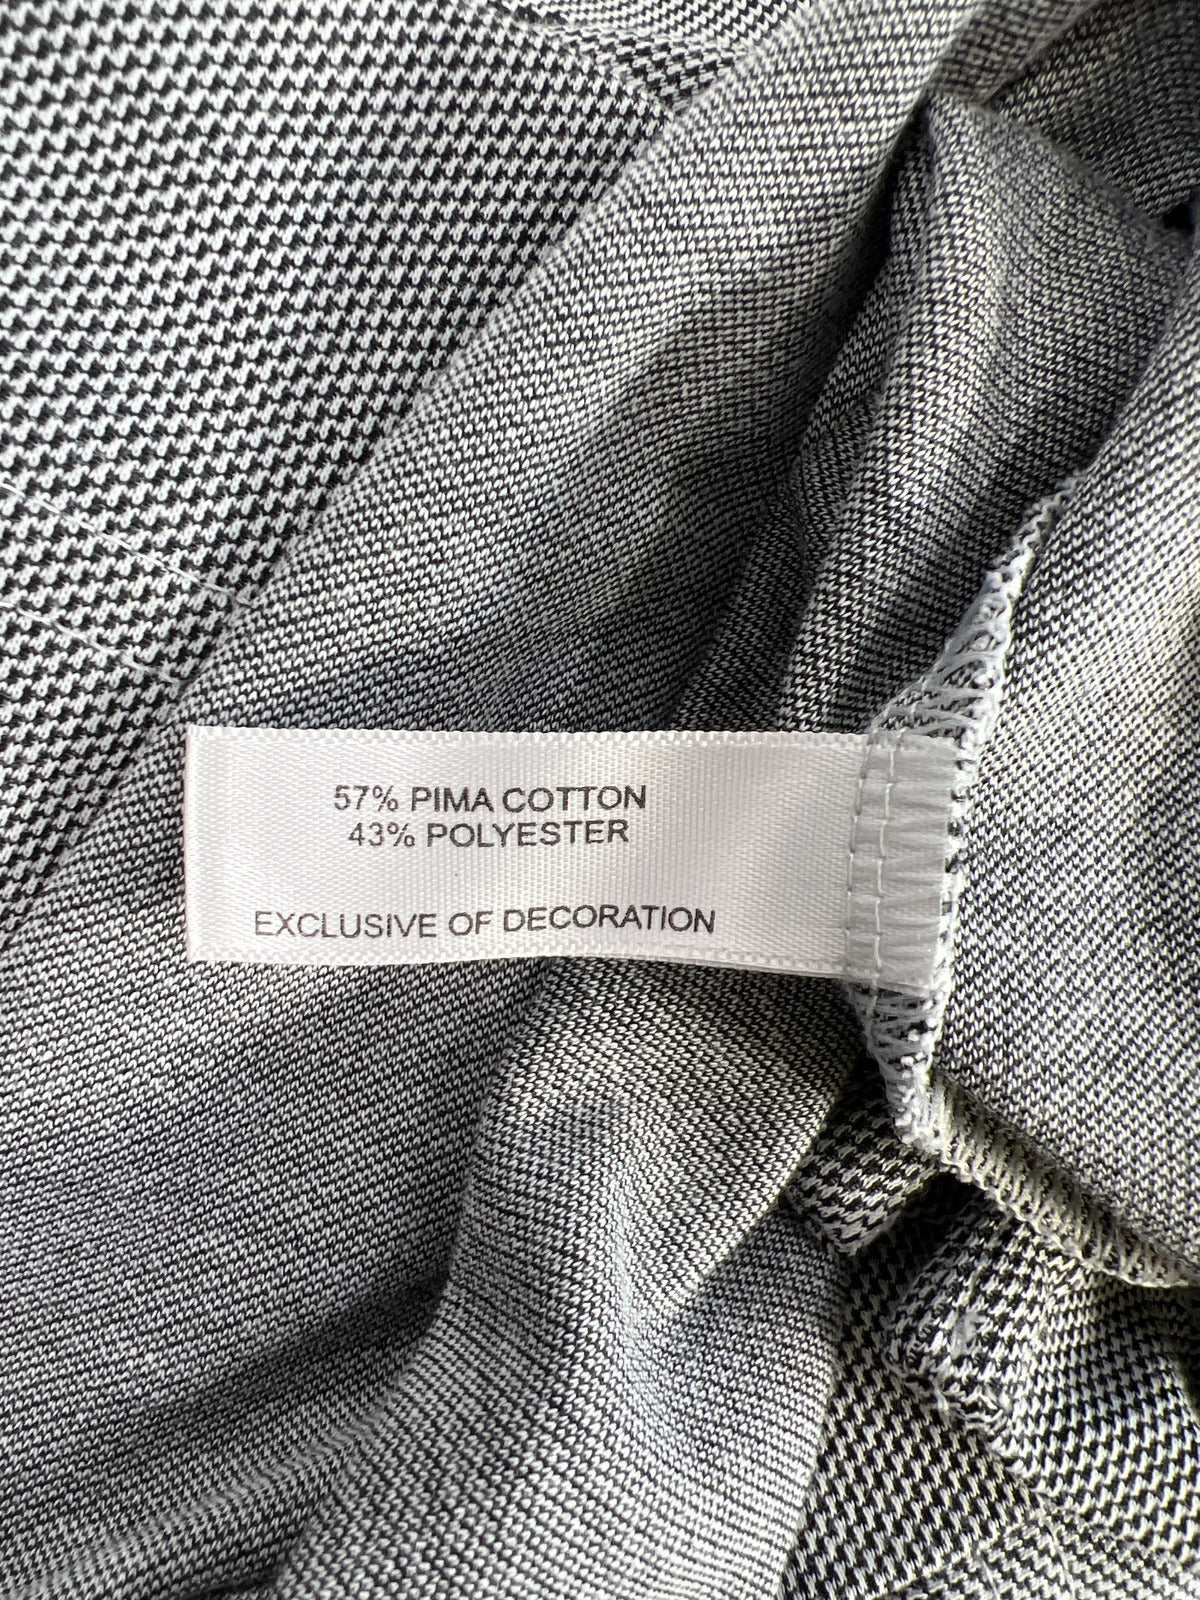 57% PIMA COTTON
43% POLYESTER
EXCLUSIVE OF DECORATION